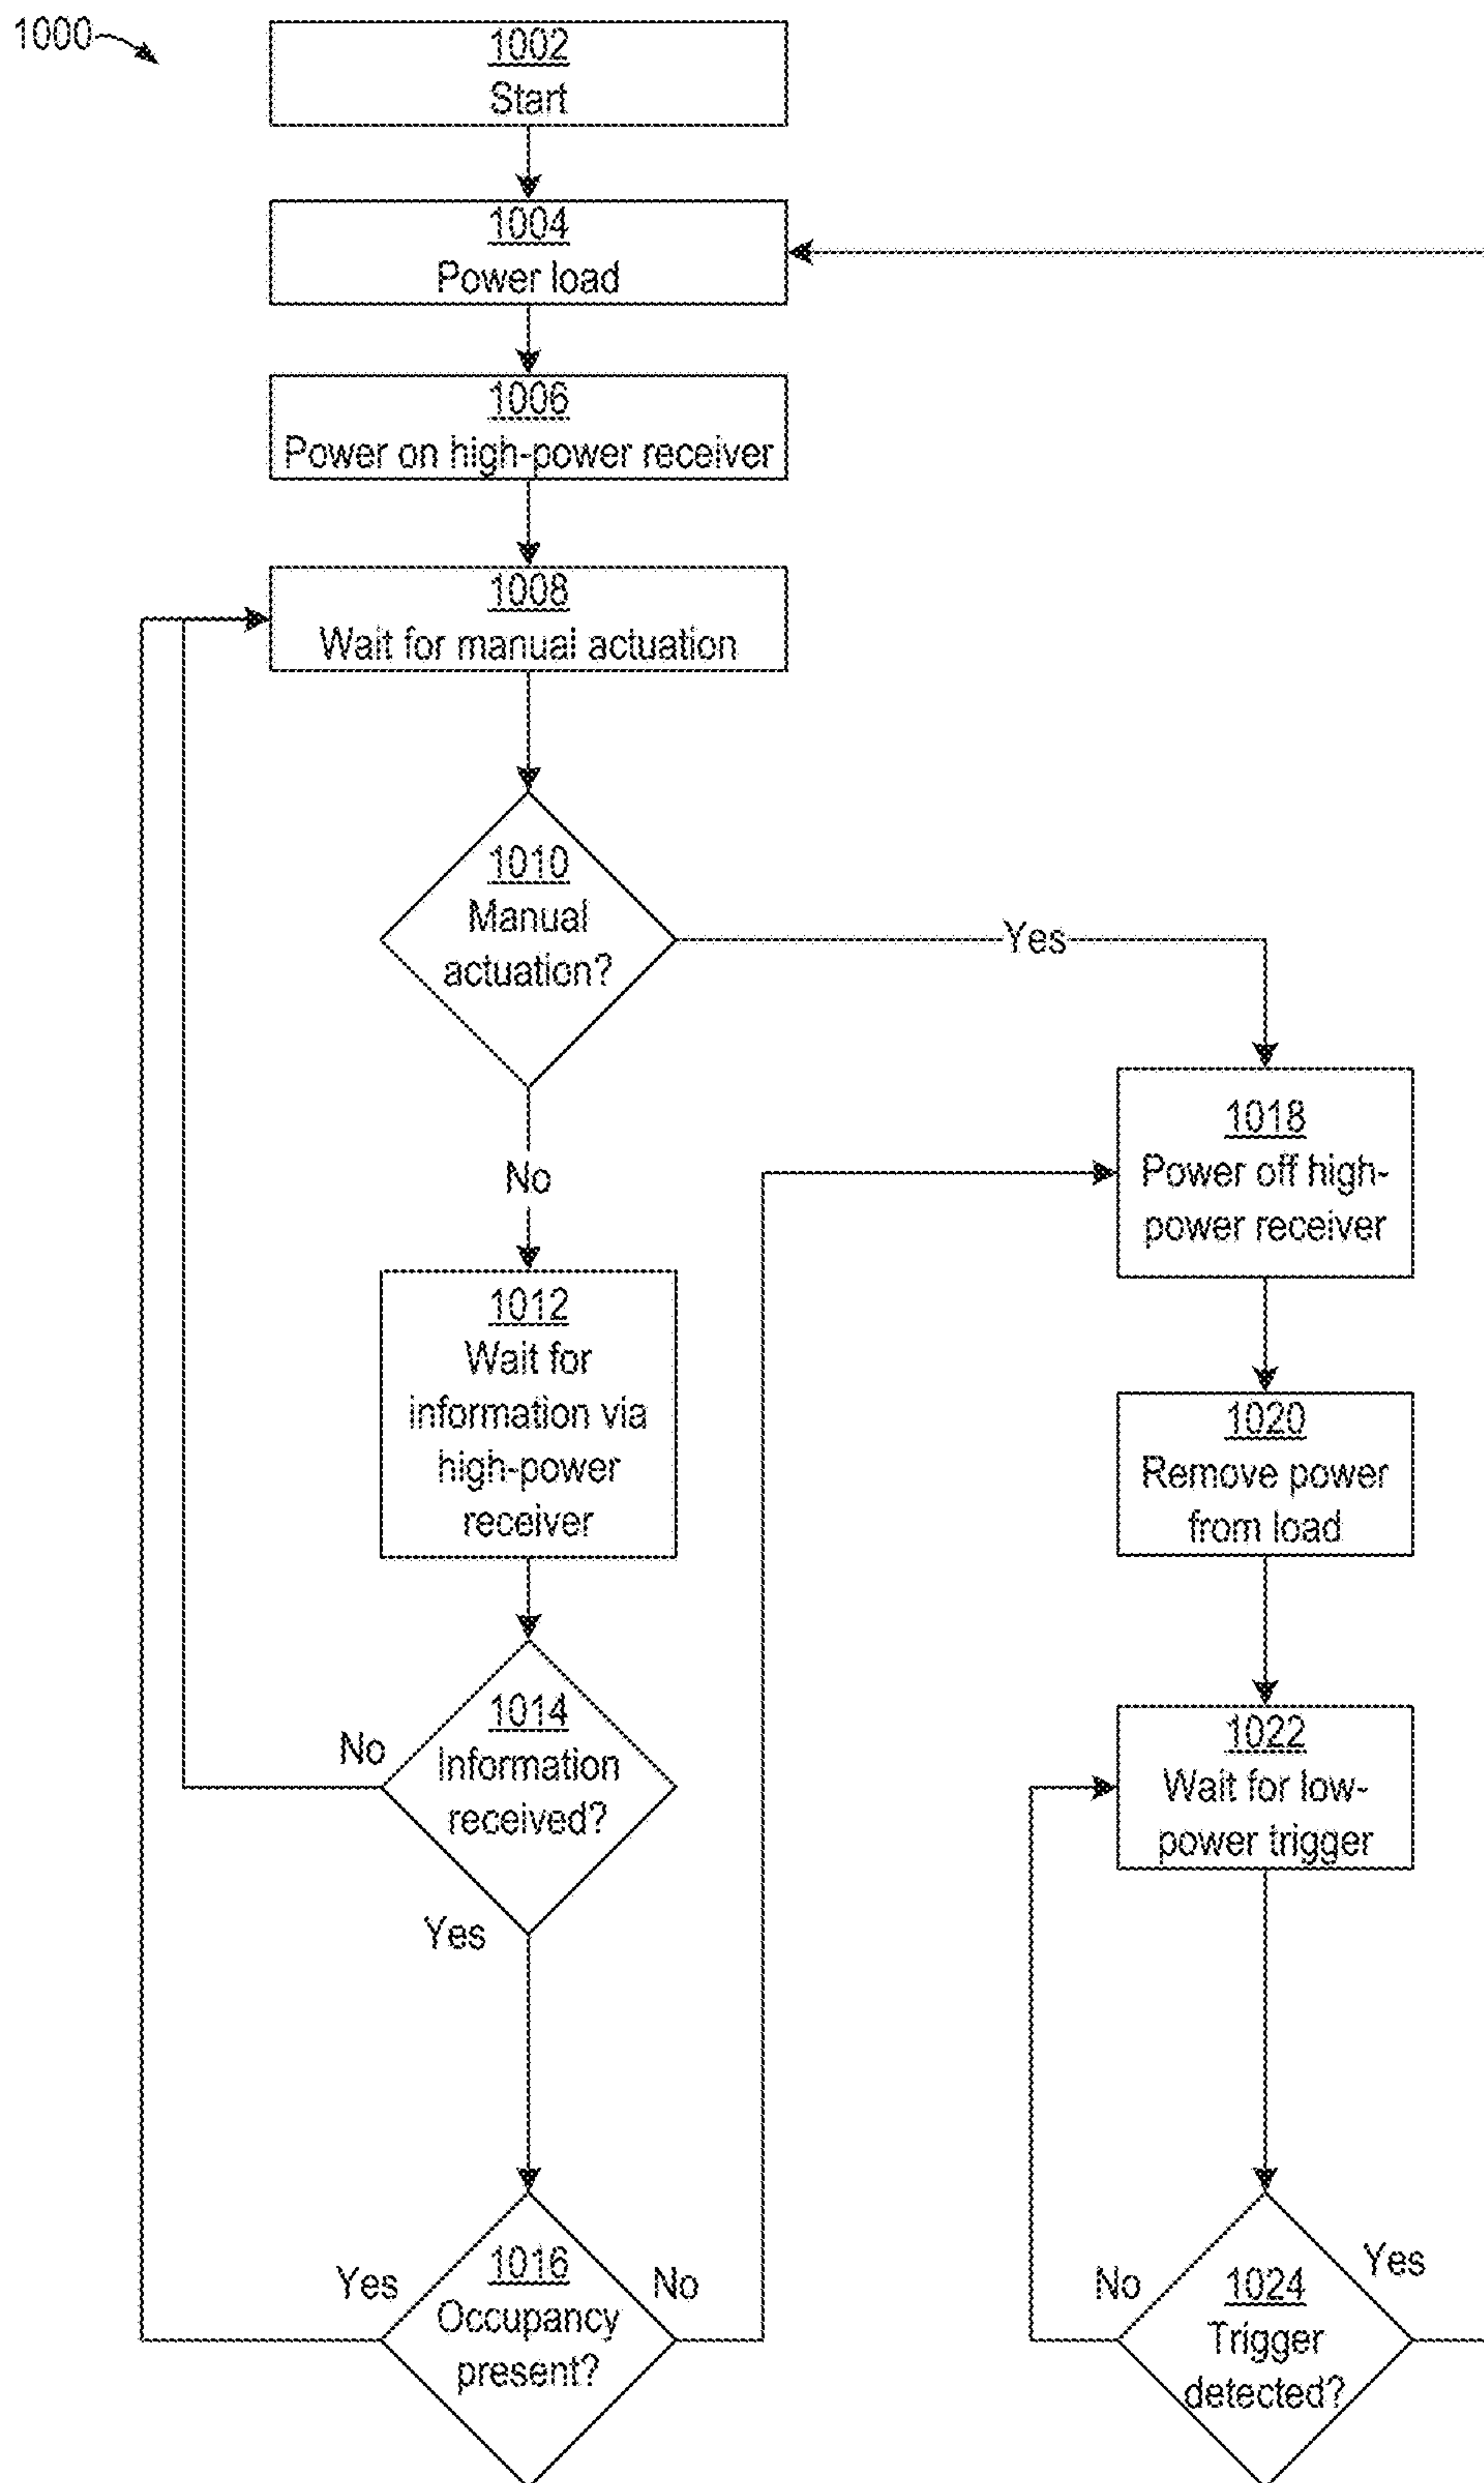 1000
1002
Start
1004
Power load
1006
Power on high-power receiver
1008
Wait for manual actuation
1010
Manual
actuation?
Yes
No
1012
Wait for
information via
high-power
receiver
1014
Information
received?
No
Yes
1016
Occupancy
present?
Yes
No
1018
Power off high-
power receiver
1020
Remove power
from load
1022
Wait for low-
power trigger
1024
Trigger
detected?
No
Yes